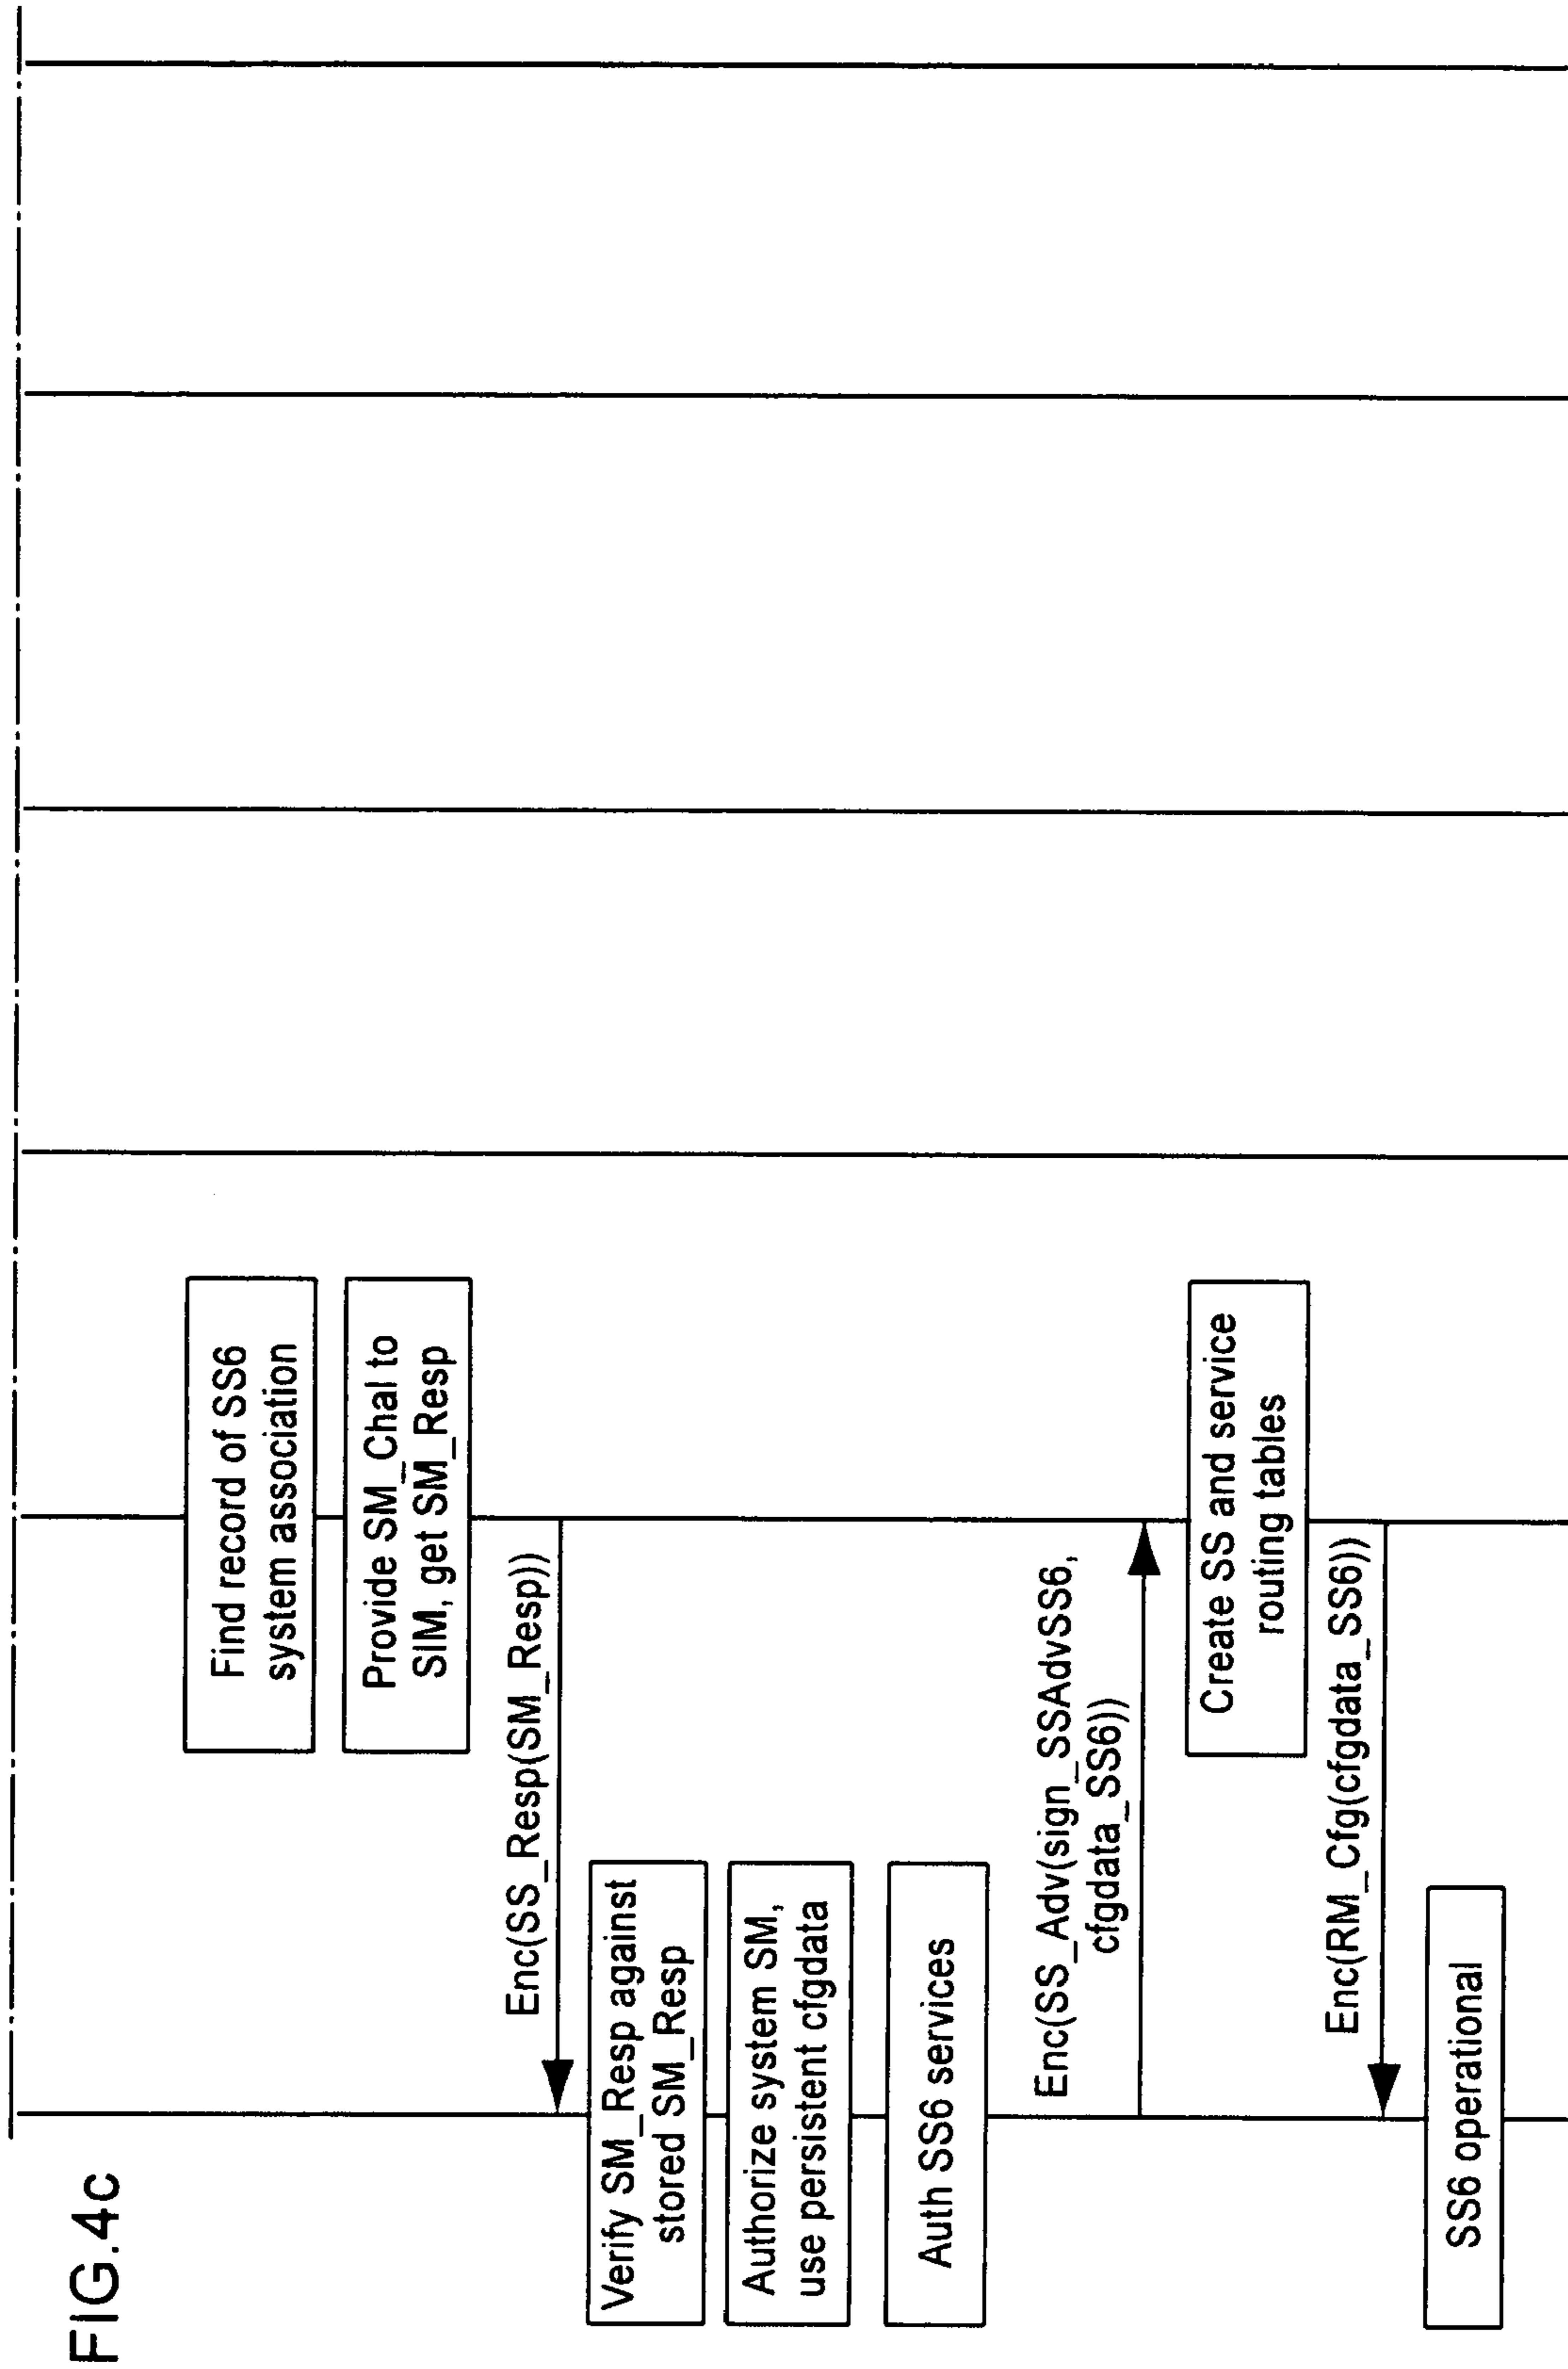 FIG.4c
Find record of SS6
system association
Provide SM_Chal to
SIM, get SM_Resp
Enc(SS_Resp(SM_Resp))
Verify SM_Resp against
stored SM_Resp
Authorize system SM,
use persistent cfgdata
Auth SS6 services
Enc(SS_Adv(sign_SSAdvSS6,
cfgdata_SS6))
Create SS and service
routing tables
Enc(RM_Cfg(cfgdata_SS6))
SS6 operational